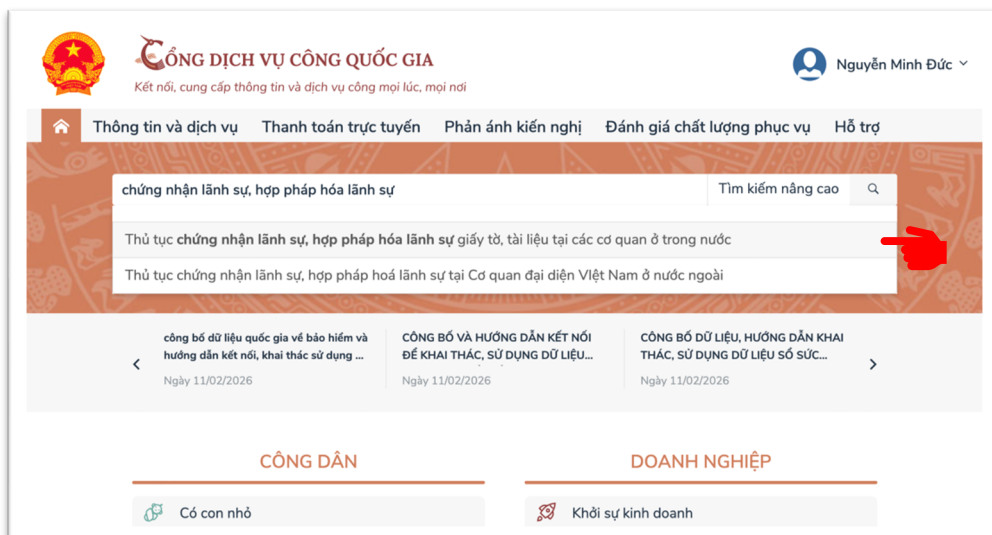 CỔNG DỊCH VỤ CÔNG QUỐC GIA
Kết nối, cung cấp thông tin và dịch vụ công mọi lúc, mọi nơi
Nguyễn Minh Đức
Thông tin và dịch vụ Thanh toán trực tuyến Phản ánh kiến nghị Đánh giá chất lượng phục vụ Hỗ trợ
chứng nhận lãnh sự, hợp pháp hóa lãnh sự Tìm kiếm nâng cao
Thủ tục chứng nhận lãnh sự, hợp pháp hóa lãnh sự giấy tờ, tài liệu tại các cơ quan ở trong nước
Thủ tục chứng nhận lãnh sự, hợp pháp hoá lãnh sự tại Cơ quan đại diện VIệt Nam ở nước ngoài
công bố dữ liệu quốc gia về bảo hiểm và
hướng dẫn kết nối, khai thác sử dụng ...
Ngày 11/02/2026
CÔNG BỐ VÀ HƯỚNG DẪN KẾT NỐI
ĐỂ KHAI THÁC, SỬ DỤNG DỮ LIỆU...
Ngày 11/02/2026
CÔNG BỐ DỮ LIỆU, HƯỚNG DẪN KHAI
THÁC, SỬ DỤNG DỮ LIỆU SỔ SỨC...
Ngày 11/02/2026
CÔNG DÂN
Có con nhỏ
DOANH NGHIỆP
Khởi sự kinh doanh